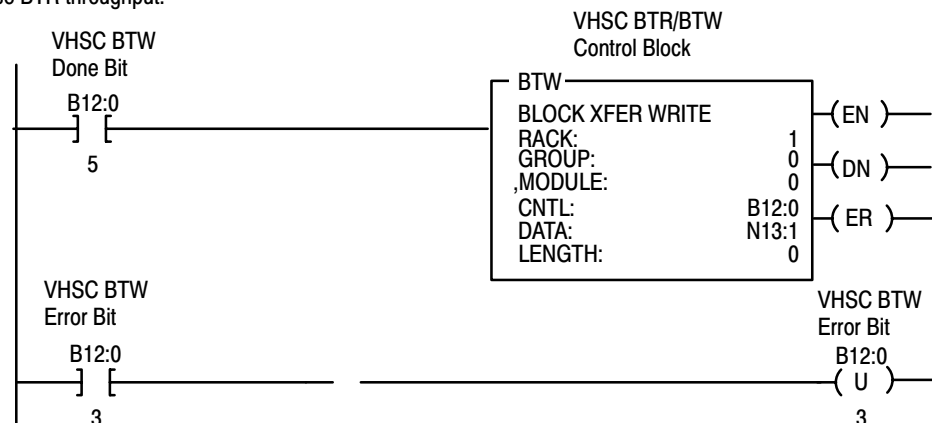 BTR throughput.
VHSC BTR/BTW
Control Block
VHSC BTW
Done Bit
B12:0
5
BTW
BLOCK XFER WRITE
RACK: 1
GROUP: 0
,MODULE: 0
CNTL: B12:0
DATA: N13:1
LENGTH: 0
EN
DN
ER
VHSC BTW
Error Bit
B12:0
3
VHSC BTW
Error Bit
B12:0
U
3